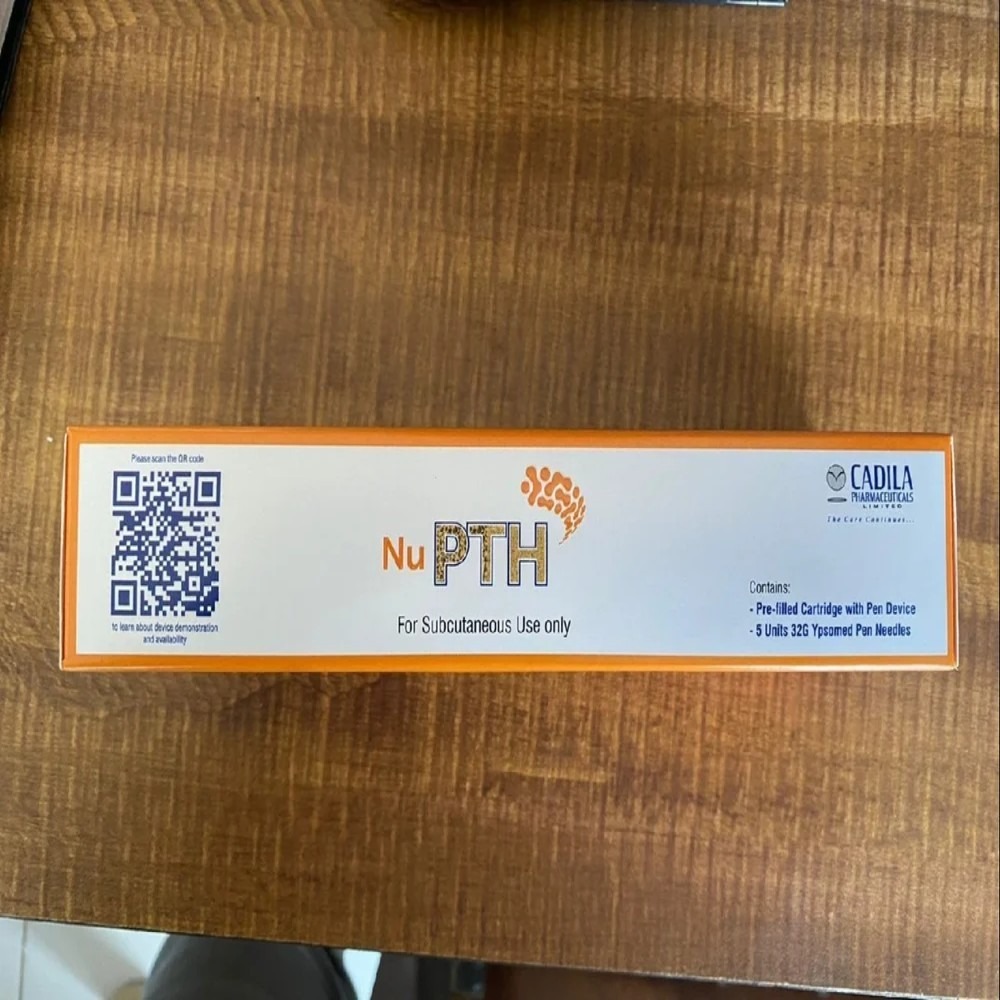 Please scan the QR code
to learn about device demonstration
and availability
Nu PTH
For Subcutaneous Use only
CADILA
PHARMACEUTICALS
LIMITED
The Care Continues...
Contains:
- Pre-filled Cartridge with Pen Device
- 5 Units 32G Ypsomed Pen Needles